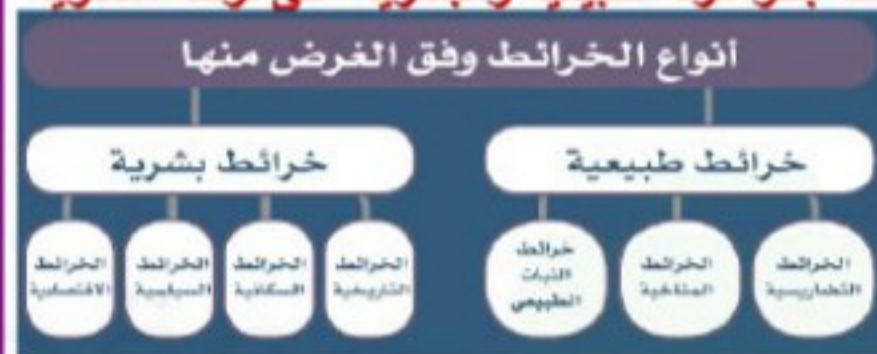 أنواع الخرائط وفق الغرض منها
خرائط طبيعية
خرائط بشرية
الخرائط
التضاريسية
الخرائط
المناخية
خرائط
النبات
الطبيعي
الخرائط
التاريخية
الخرائط
السكانية
الخرائط
السياسية
الخرائط
الاقتصادية